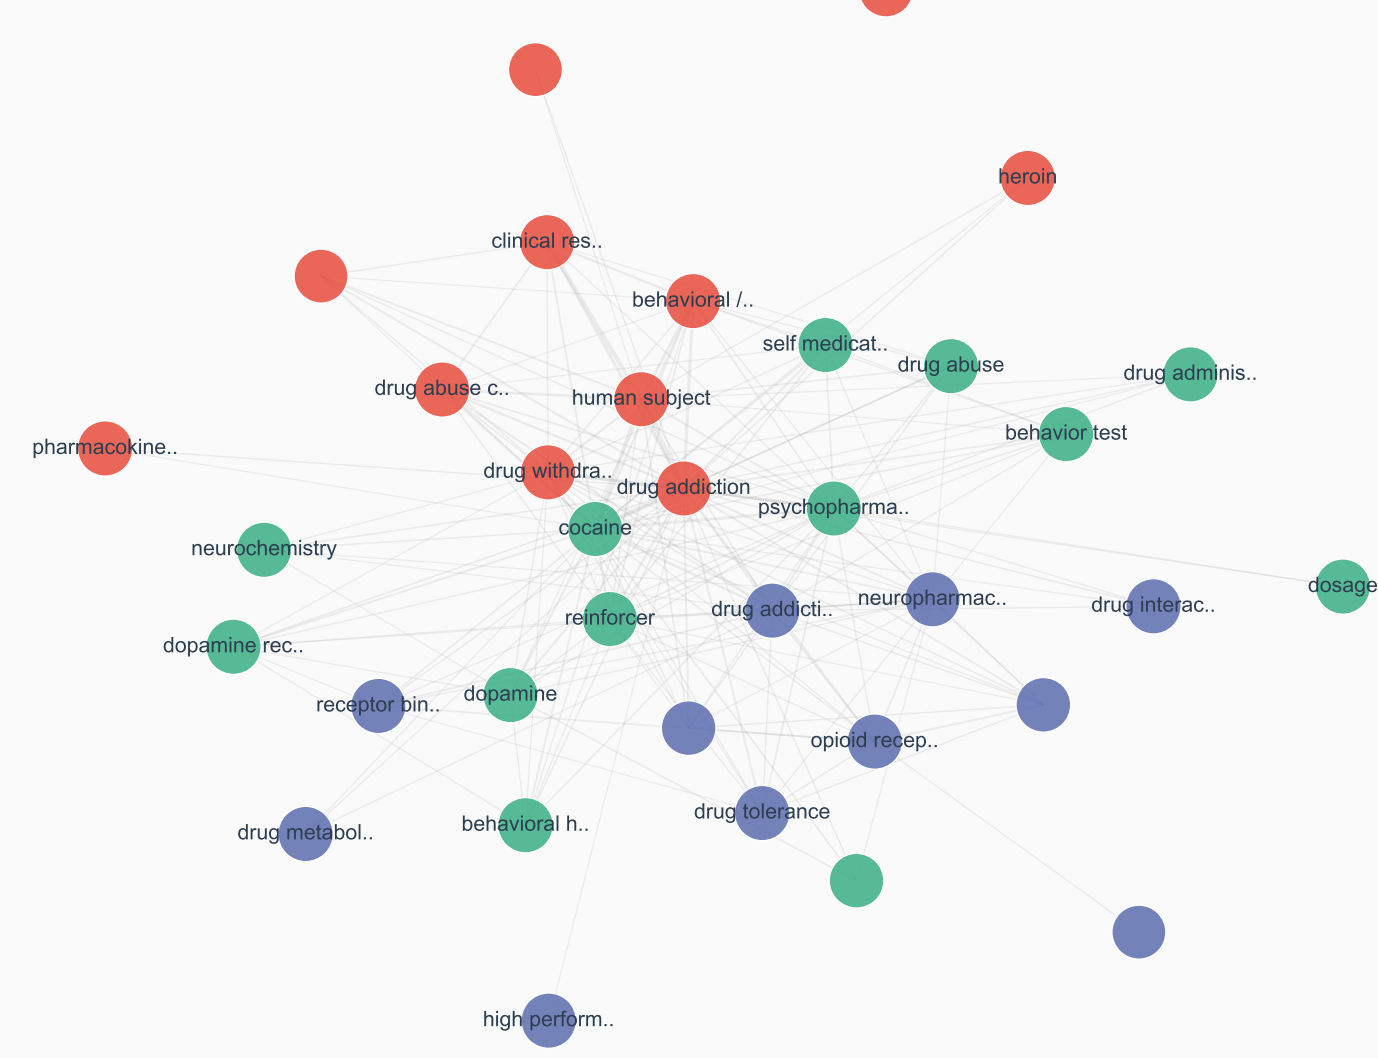 heroin
clinical res..
behavioral /..
self medicat..
drug abuse
drug adminis..
drug abuse c..
human subject
behavior test
pharmacokine..
drug withdra..
drug addiction
psychopharma..
cocaine
neurochemistry
dosage
neuropharmac..
drug interac..
drug addicti..
reinforcer
dopamine rec..
dopamine
receptor bin..
opioid recep..
drug tolerance
behavioral h..
drug metabol..
high perform..